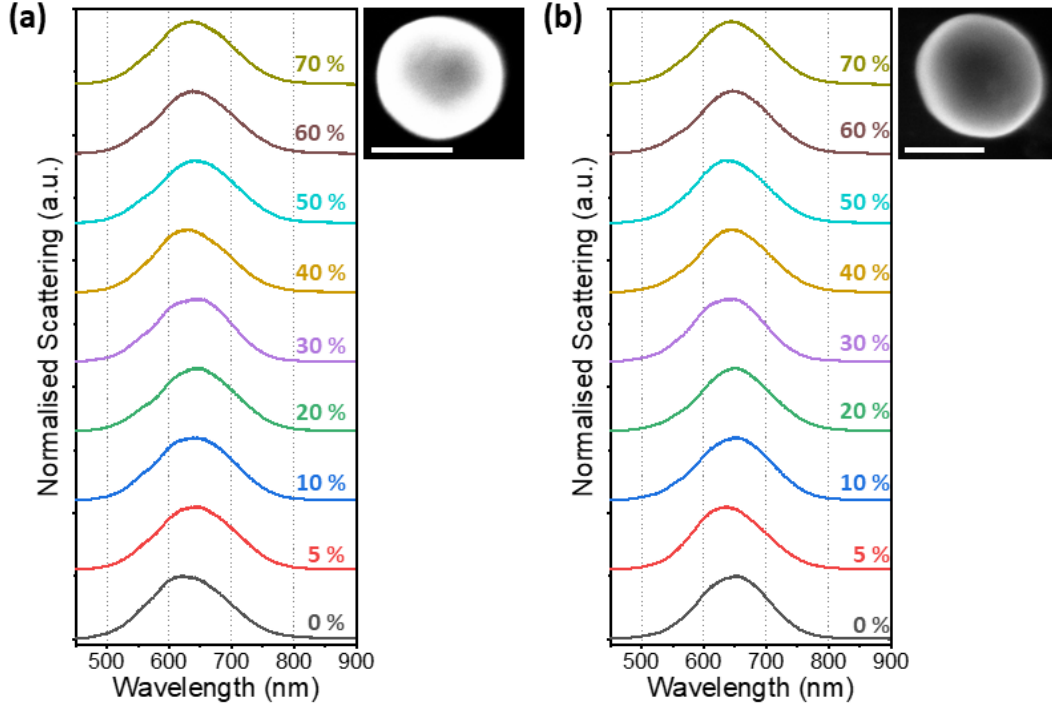 (a)
Normalised Scattering (a.u.)
70 %
60 %
50 %
40 %
30 %
20 %
10 %
5 %
0 %
500 600 700 800 900
Wavelength (nm)
(b)
Normalised Scattering (a.u.)
70 %
60 %
50 %
40 %
30 %
20 %
10 %
5 %
0 %
500 600 700 800 900
Wavelength (nm)